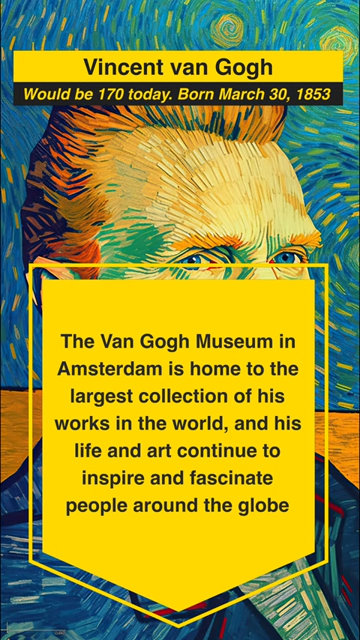 Vincent van Gogh
Would be 170 today. Born March 30, 1853
The Van Gogh Museum in
Amsterdam is home to the
largest collection of his
works in the world, and his
life and art continue to
inspire and fascinate
people around the globe